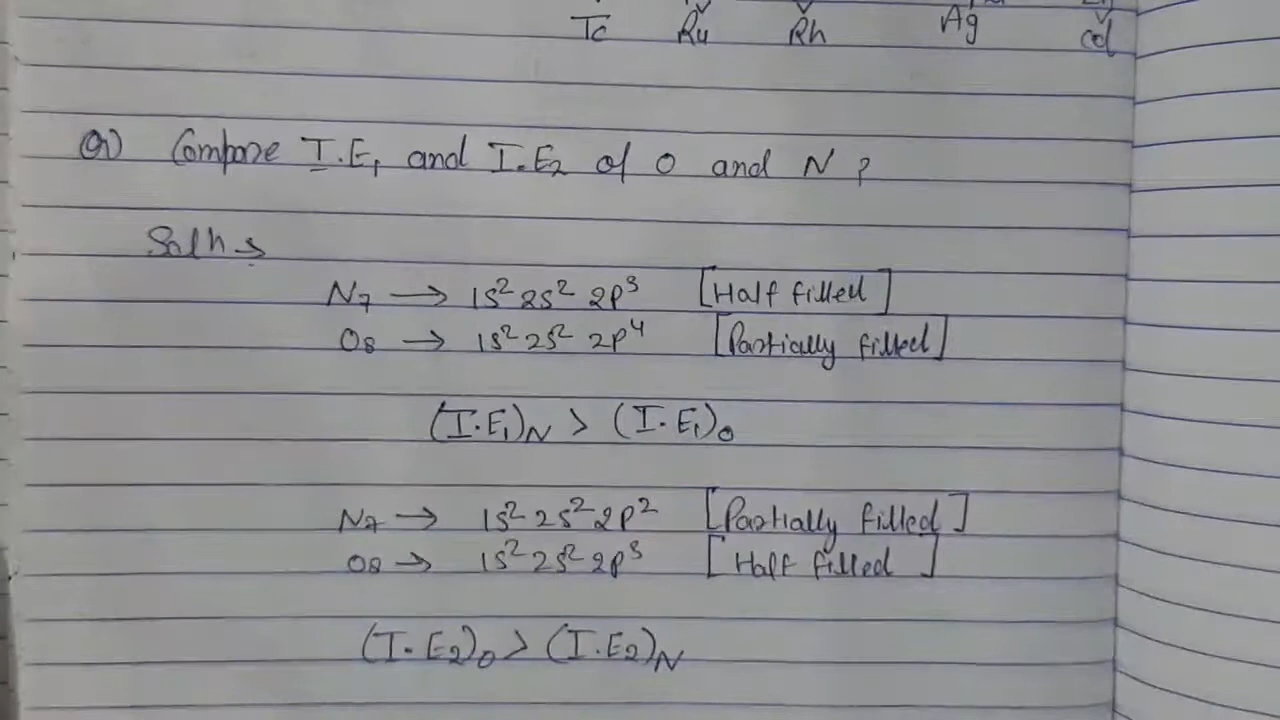 Tc Ru Rh Ag Cd
Q) Compare I.E₁ and I.E₂ of O and N ?
Solⁿ →
N₇ → 1s² 2s² 2p³ [Half filled]
O₈ → 1s² 2s² 2p⁴ [Partially filled]
(I.E₁)N > (I.E₁)O
N₇ → 1s² 2s² 2p² [Partially filled]
O₈ → 1s² 2s² 2p³ [Half filled]
(I.E₂)O > (I.E₂)N